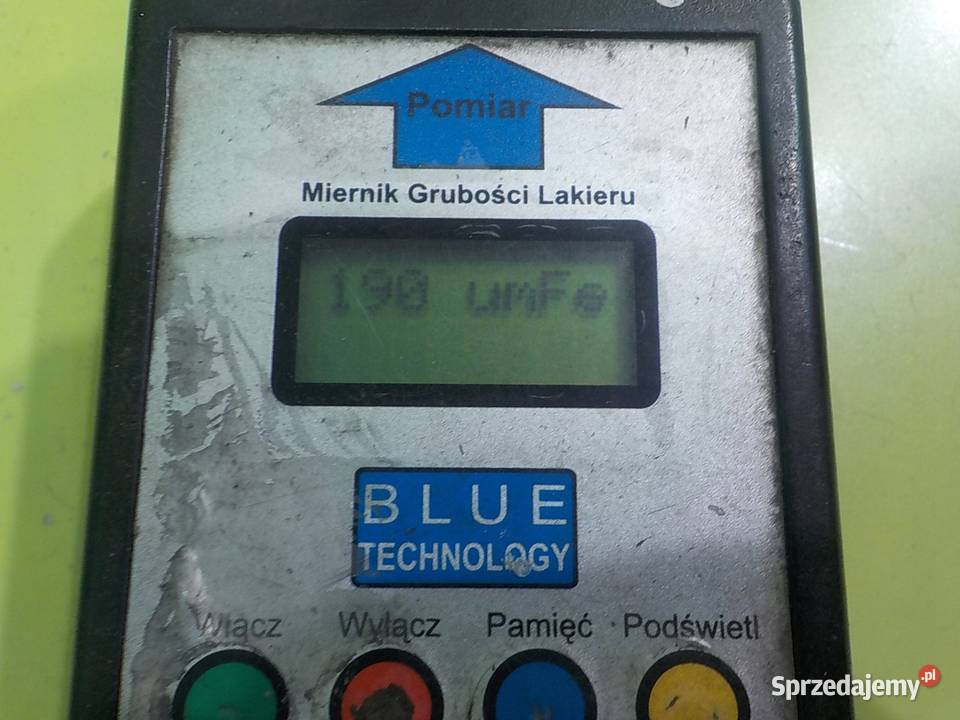 Pomiar
Miernik Grubości Lakieru
190 umFe
BLUE
TECHNOLOGY
Włącz Wyłącz Pamięć Podświetl
Sprzedajemy.pl